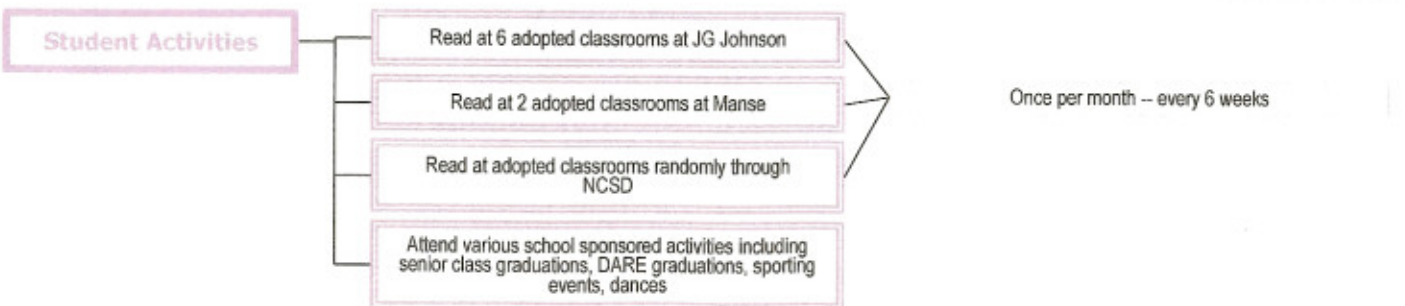 Student Activities
Read at 6 adopted classrooms at JG Johnson
Read at 2 adopted classrooms at Manse
Once per month -- every 6 weeks
Read at adopted classrooms randomly through
NCSD
Attend various school sponsored activities including
senior class graduations, DARE graduations, sporting
events, dances